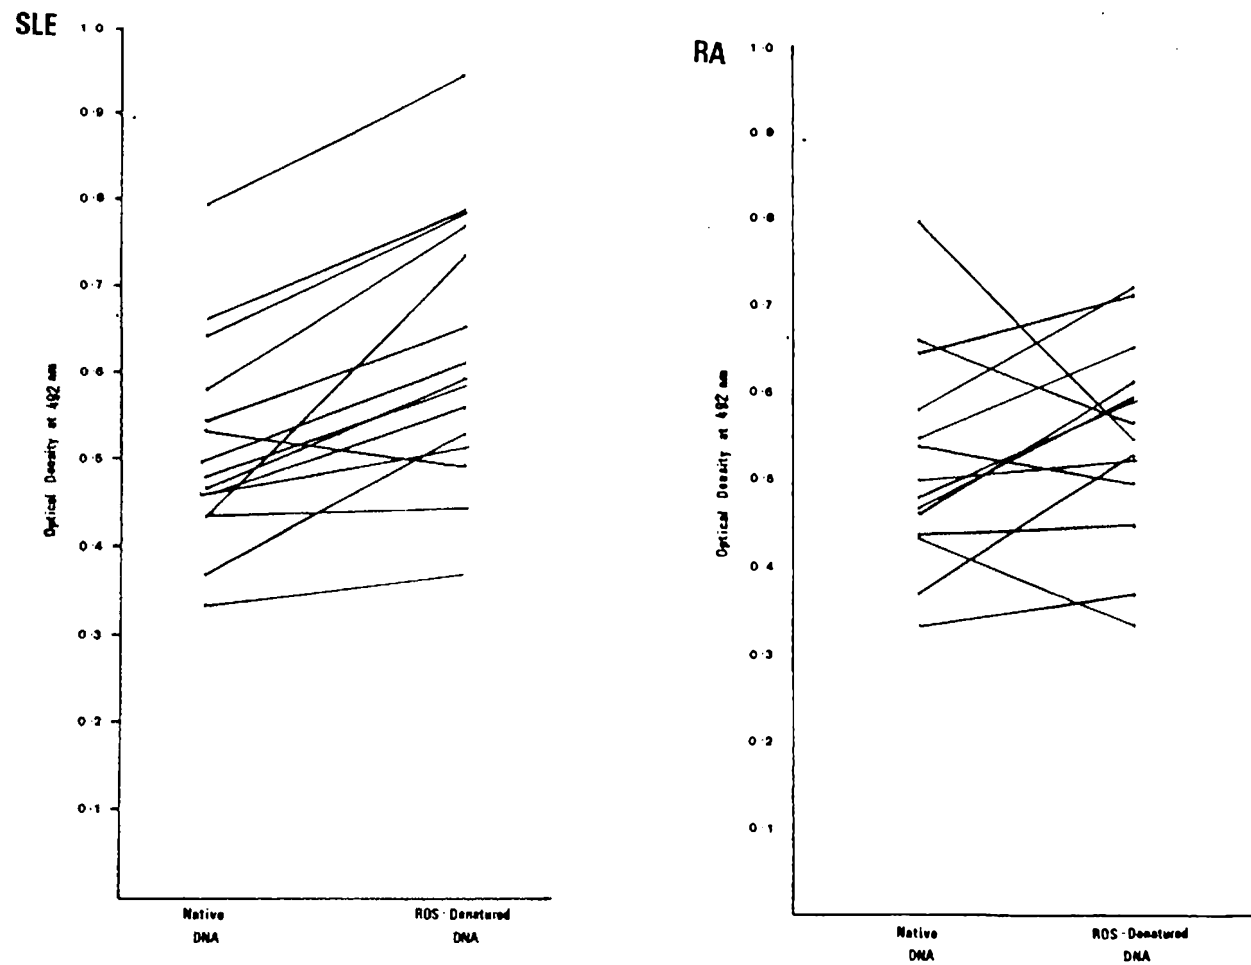 SLE
1·0
0·9
0·8
0·7
0·6
0·5
0·4
0·3
0·2
0·1
Optical Density at 492 nm
Native
DNA
ROS-Denatured
DNA
RA
1·0
0·9
0·8
0·7
0·6
0·5
0·4
0·3
0·2
0·1
Optical Density at 492 nm
Native
DNA
ROS-Denatured
DNA